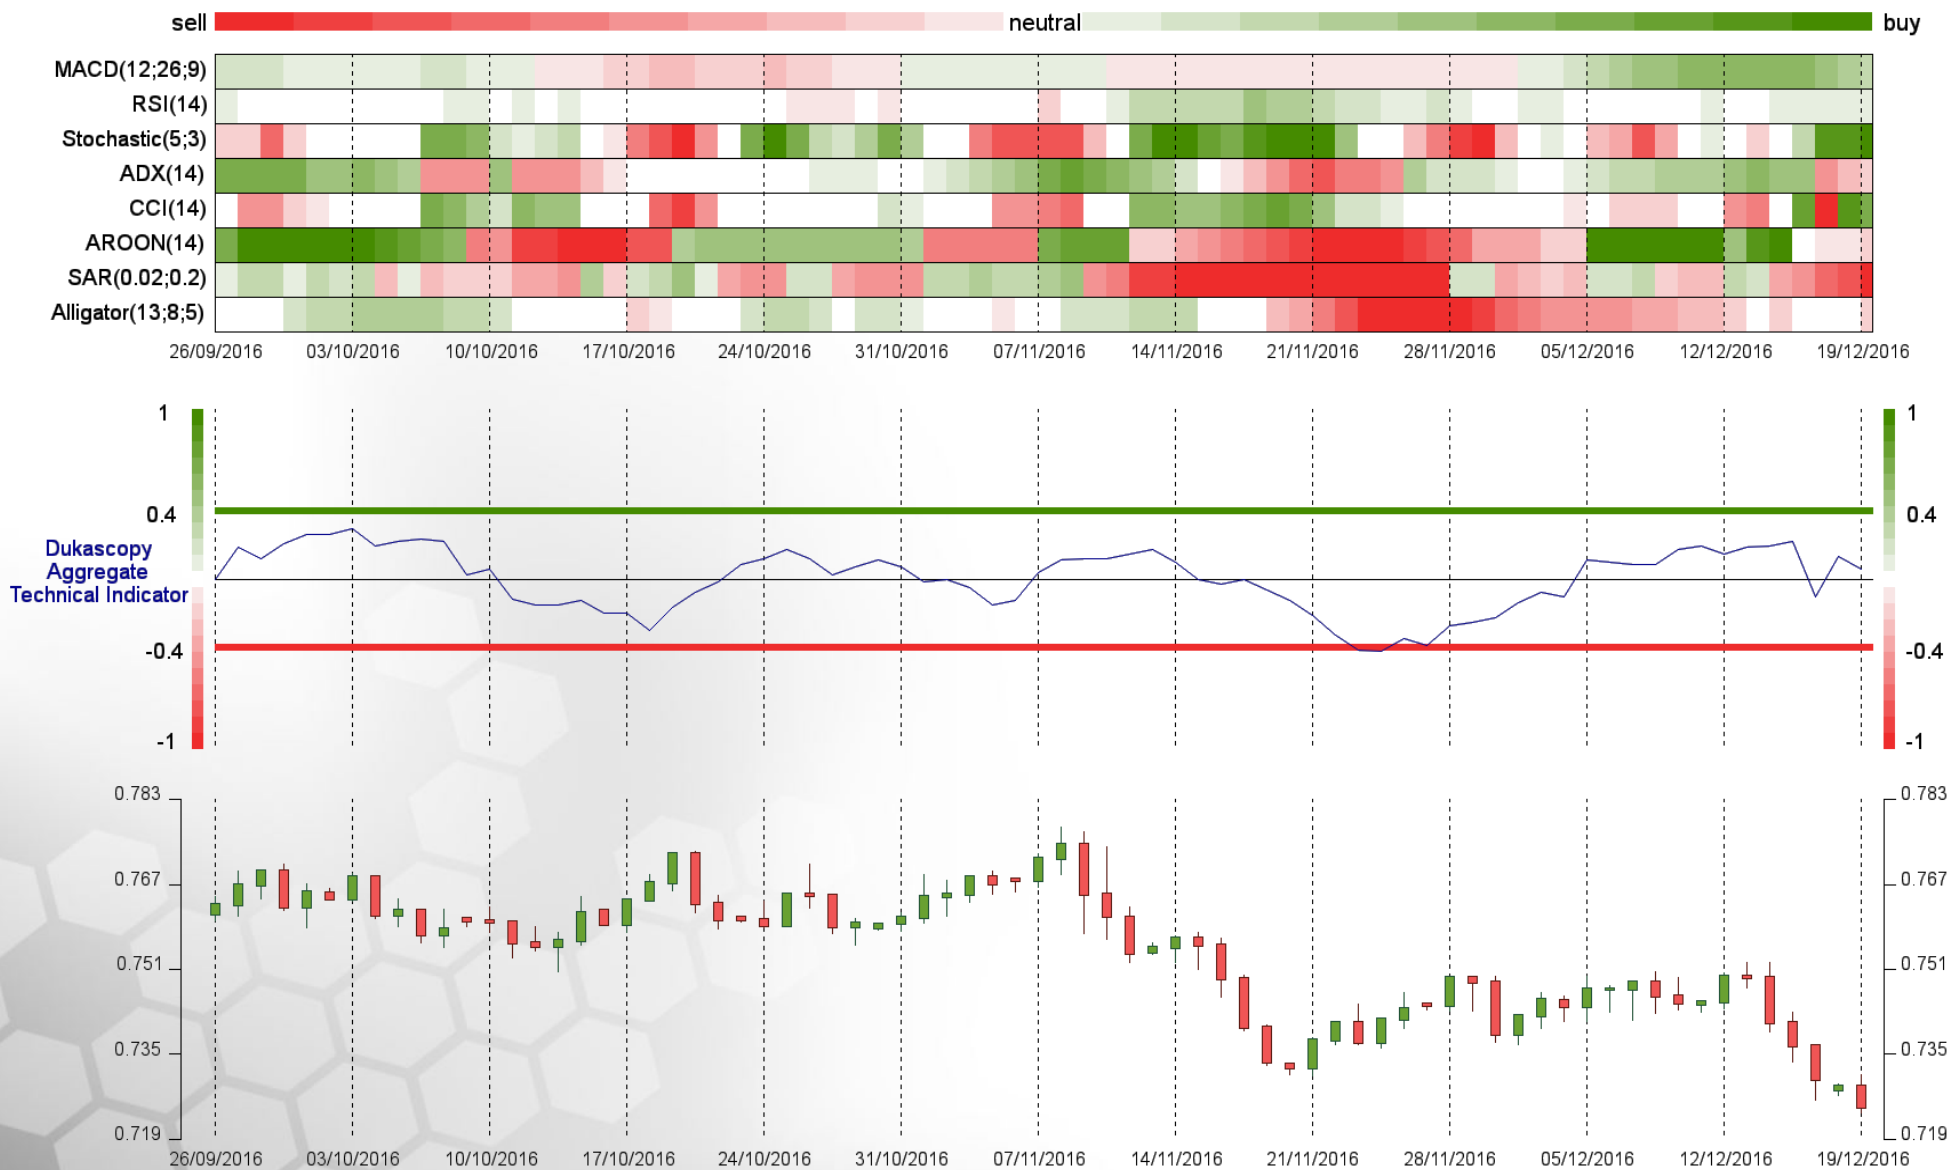 sell neutral buy
MACD(12;26;9)
RSI(14)
Stochastic(5;3)
ADX(14)
CCI(14)
AROON(14)
SAR(0.02;0.2)
Alligator(13;8;5)
26/09/2016 03/10/2016 10/10/2016 17/10/2016 24/10/2016 31/10/2016 07/11/2016 14/11/2016 21/11/2016 28/11/2016 05/12/2016 12/12/2016 19/12/2016
1 1
0.4 0.4
Dukascopy
Aggregate
Technical Indicator
-0.4 -0.4
-1 -1
0.783 0.783
0.767 0.767
0.751 0.751
0.735 0.735
0.719 0.719
26/09/2016 03/10/2016 10/10/2016 17/10/2016 24/10/2016 31/10/2016 07/11/2016 14/11/2016 21/11/2016 28/11/2016 05/12/2016 12/12/2016 19/12/2016